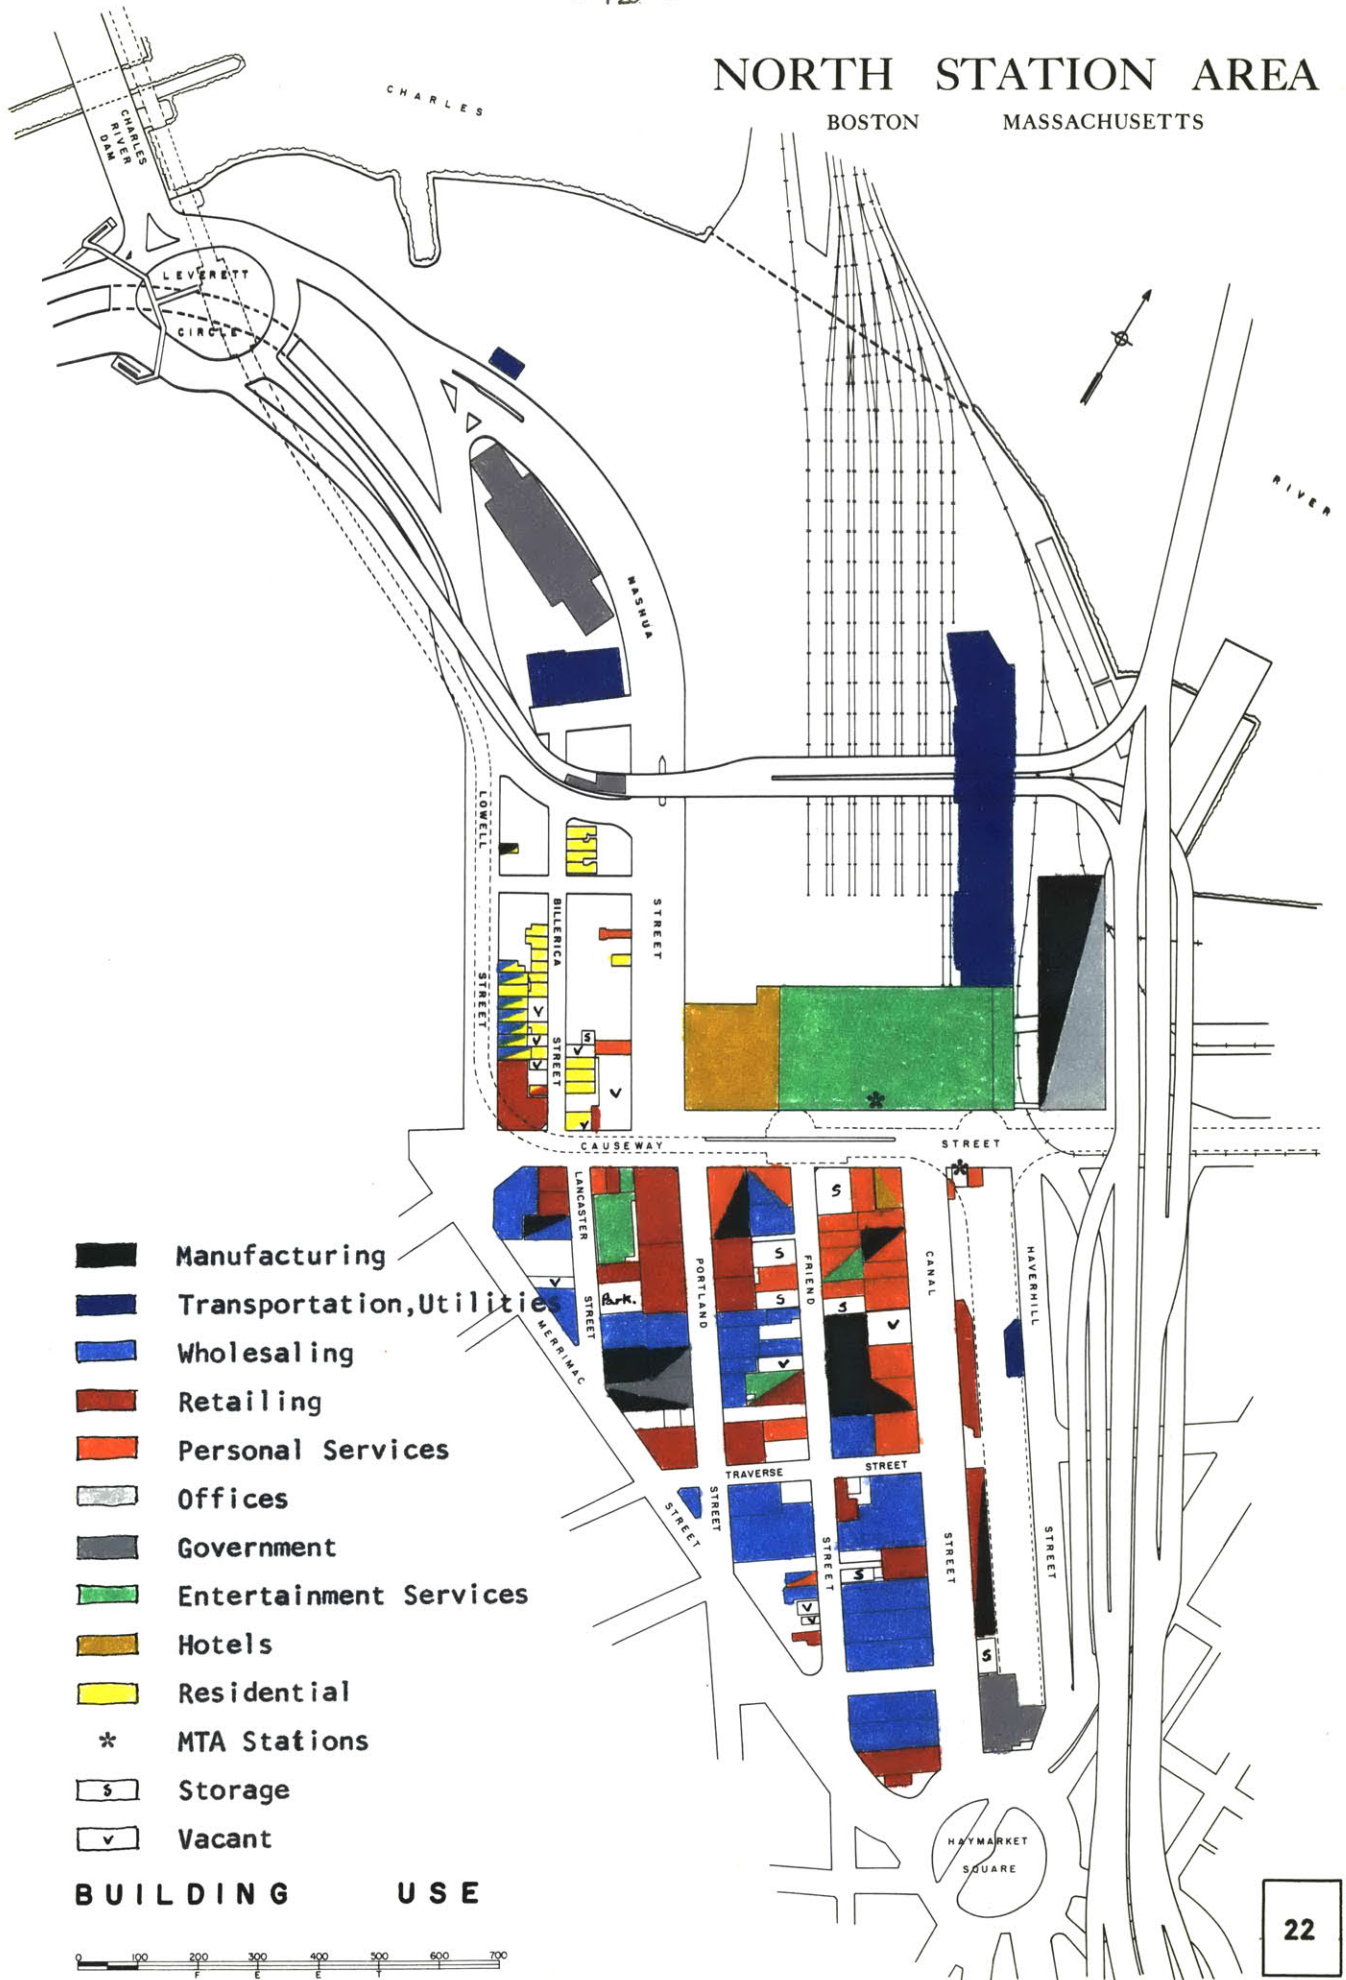 NORTH STATION AREA
BOSTON MASSACHUSETTS
CHARLES
CHARLES
RIVER
DAM
LEVERETT
CIRCLE
RIVER
NASHUA
STREET
LOWELL
STREET
BILLERICA
STREET
V
V
V
S
V
V
V
CAUSEWAY STREET
LANCASTER
STREET
MERRIMAC
STREET
PORTLAND
STREET
FRIEND
STREET
CANAL
STREET
HAVERHILL
STREET
S
S
V
Park.
S
S
V
V
TRAVERSE STREET
S
V
V
S
HAYMARKET
SQUARE
Manufacturing
Transportation,Utilities
Wholesaling
Retailing
Personal Services
Offices
Government
Entertainment Services
Hotels
Residential
* MTA Stations
S Storage
V Vacant
BUILDING USE
0 100 200 300 400 500 600 700
FEET
22